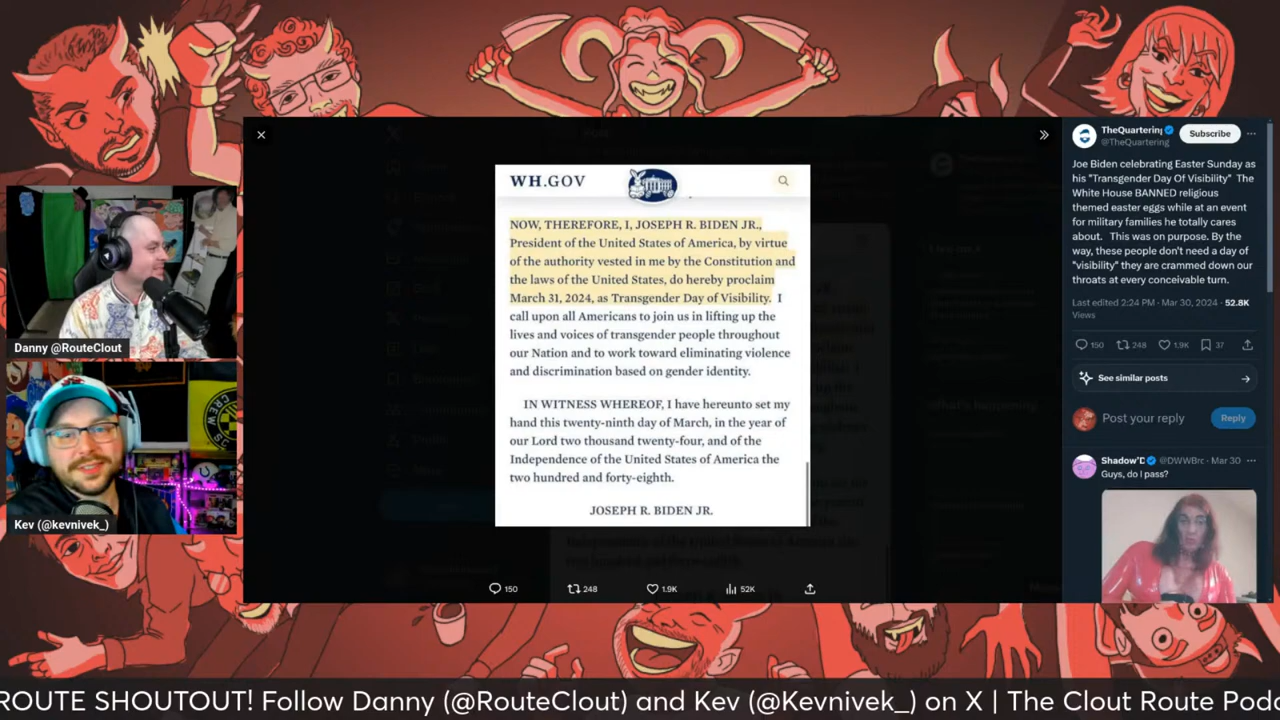 WH.GOV
NOW, THEREFORE, I, JOSEPH R. BIDEN JR.,
President of the United States of America, by virtue
of the authority vested in me by the Constitution and
the laws of the United States, do hereby proclaim
March 31, 2024, as Transgender Day of Visibility. I
call upon all Americans to join us in lifting up the
lives and voices of transgender people throughout
our Nation and to work toward eliminating violence
and discrimination based on gender identity.
IN WITNESS WHEREOF, I have hereunto set my
hand this twenty-ninth day of March, in the year of
our Lord two thousand twenty-four, and of the
Independence of the United States of America the
two hundred and forty-eighth.
JOSEPH R. BIDEN JR.
150 248 1.9K 52K
TheQuartering
@TheQuartering
Subscribe
Joe Biden celebrating Easter Sunday as
his "Transgender Day Of Visibility" The
White House BANNED religious
themed easter eggs while at an event
for military families he totally cares
about. This was on purpose. By the
way, these people don't need a day of
"visibility" they are crammed down our
throats at every conceivable turn.
Last edited 2:24 PM · Mar 30, 2024 · 52.8K
Views
150 248 1.9K 37
See similar posts
Post your reply
Reply
Shadow'D @DWWBrc · Mar 30
Guys, do I pass?
Danny @RouteClout
CREW
Kev (@kevnivek_)
ROUTE SHOUTOUT! Follow Danny (@RouteClout) and Kev (@Kevnivek_) on X | The Clout Route Podc